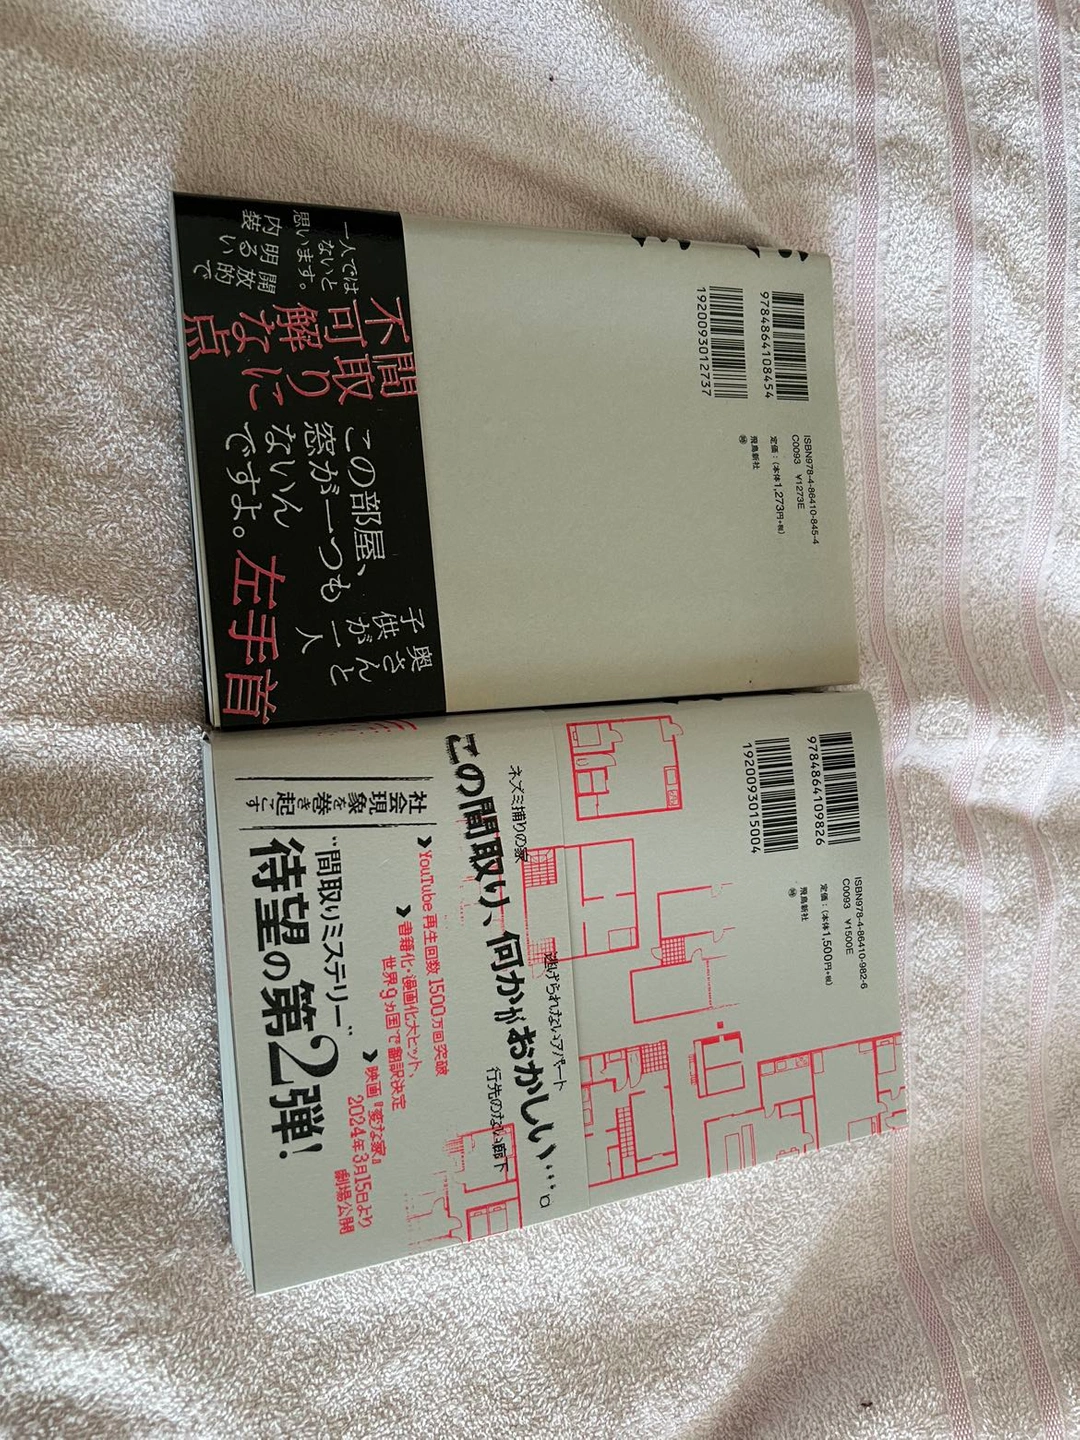 9784864108454
1920093012737
ISBN978-4-86410-845-4
C0093 ¥1273E
定価:(本体1,273円+税)
飛鳥新社
一人では
ないと
思います。
開放的で
明るい
内装
間取りに
不可解な点
この部屋、
窓が一つも
ないん
ですよ。
奥さんと
子供が一人
左手首
9784864109826
1920093015004
ISBN978-4-86410-982-6
C0093 ¥1500E
定価:(本体1,500円+税)
飛鳥新社
逃げられないアパート
ネズミ捕りの家
行先のない廊下
この間取り、何かがおかしい…。
社会現象を巻き起こす
YouTube再生回数1500万回突破
書籍化・漫画化大ヒット、
世界9カ国で翻訳決定
映画『変な家』
2024年3月15日より
劇場公開
“間取りミステリー”
待望の第2弾!